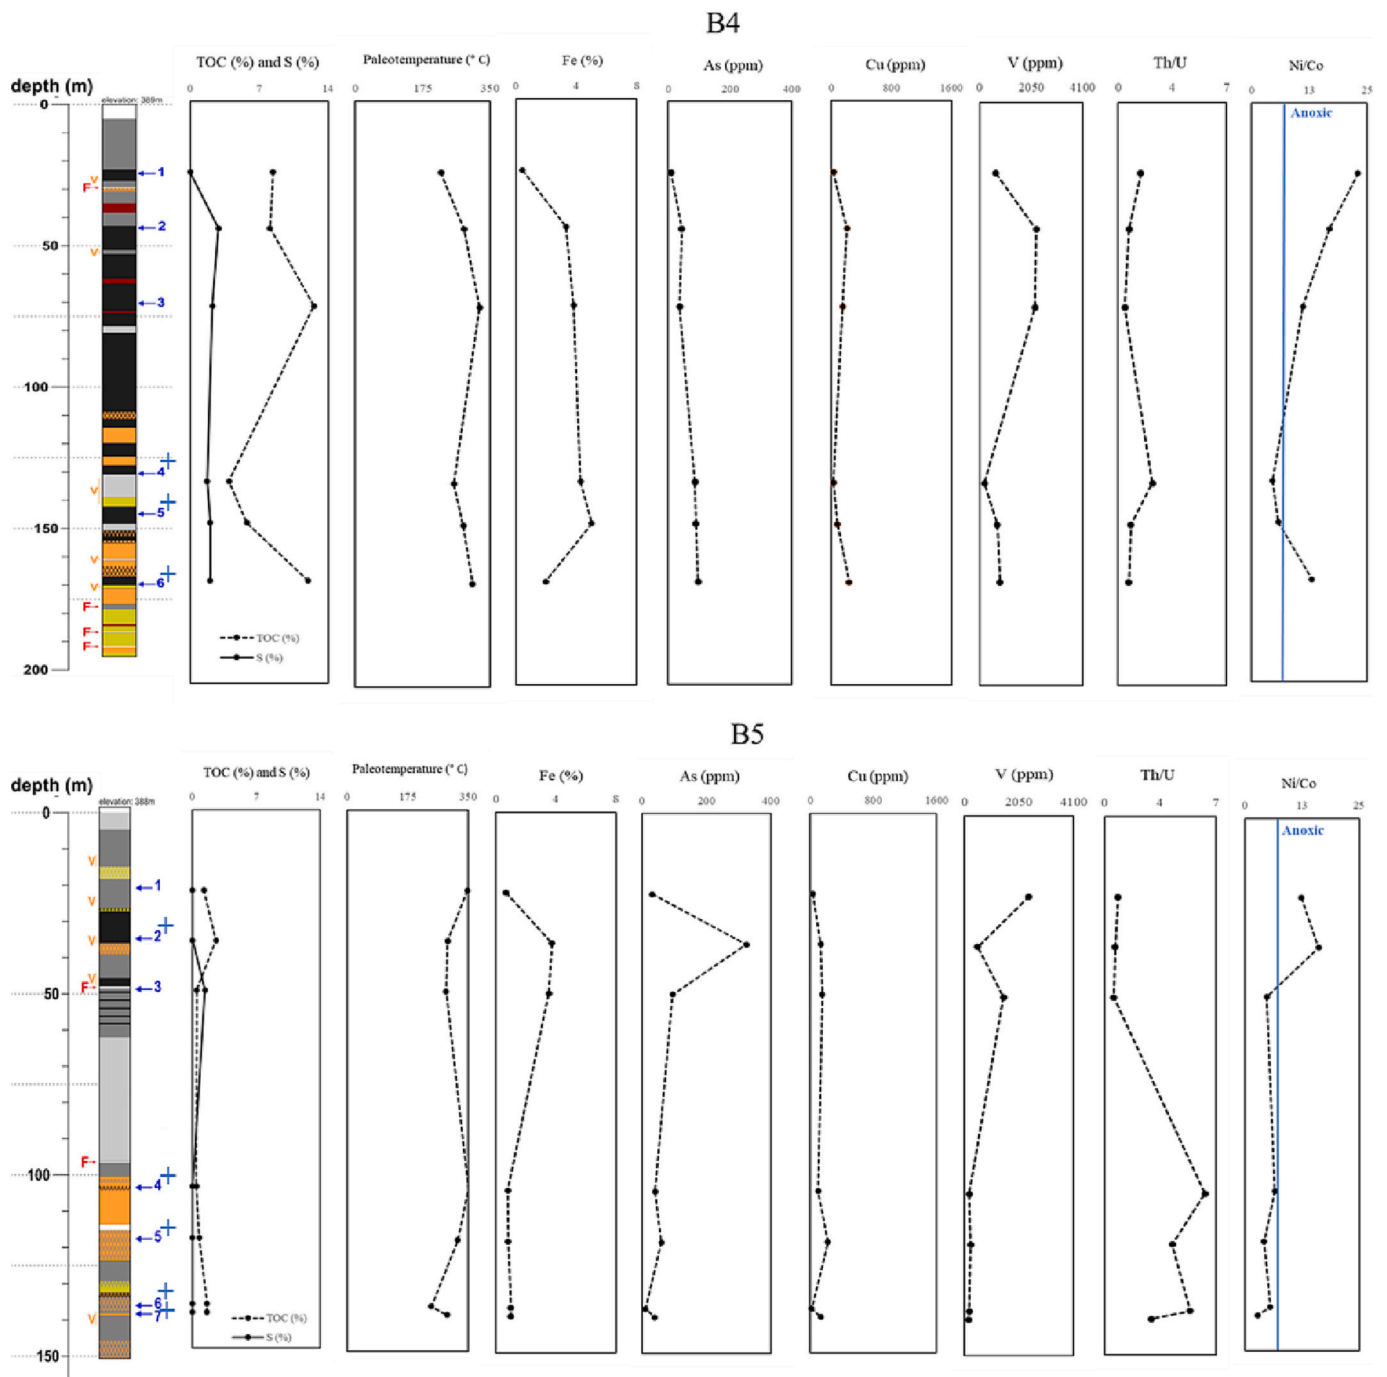 B4
TOC (%) and S (%) Paleotemperature (° C) Fe (%) As (ppm) Cu (ppm) V (ppm) Th/U Ni/Co
depth (m)
elevation: 389m
0 7 14 0 175 350 0 4 8 0 200 400 0 800 1600 0 2050 4100 0 4 7 0 13 25
0
Anoxic
←1
V
F→
←2
50
V
←3
100
+
←4
V
+
←5
150
V
+
←6
V
F→
F→
F→
TOC (%)
S (%)
200
B5
TOC (%) and S (%) Paleotemperature (° C) Fe (%) As (ppm) Cu (ppm) V (ppm) Th/U Ni/Co
depth (m)
elevation: 388m
0 7 14 0 175 350 0 4 8 0 200 400 0 800 1600 0 2050 4100 0 4 7 0 13 25
0
Anoxic
V
←1
V
+
←2
V
V
F→
←3
50
F→
100
+
←4
+
←5
+
←6
+
←7
V
TOC (%)
S (%)
150